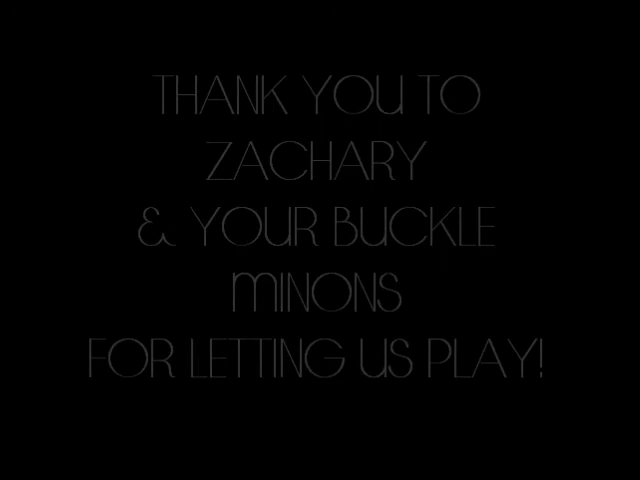 THANK YOU TO
ZACHARY
& YOUR BUCKLE
MINONS
FOR LETTING US PLAY!